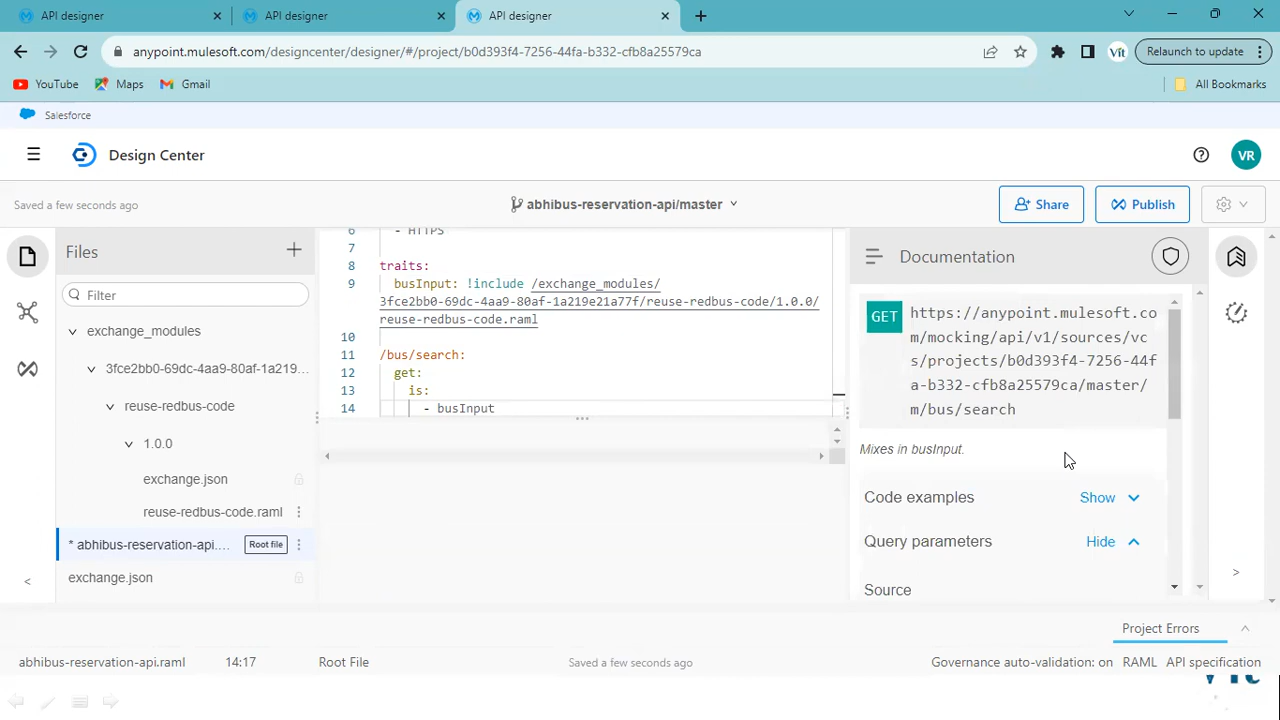 API designer
API designer
API designer
anypoint.mulesoft.com/designcenter/designer/#/project/b0d393f4-7256-44fa-b332-cfb8a25579ca
Vit
Relaunch to update
YouTube
Maps
Gmail
All Bookmarks
Salesforce
Design Center
VR
Saved a few seconds ago
abhibus-reservation-api/master
Share
Publish
Files
Filter
exchange_modules
3fce2bb0-69dc-4aa9-80af-1a219...
reuse-redbus-code
1.0.0
exchange.json
reuse-redbus-code.raml
* abhibus-reservation-api....
Root file
exchange.json
6 - HTTPS
7
8 traits:
9 busInput: !include /exchange_modules/
3fce2bb0-69dc-4aa9-80af-1a219e21a77f/reuse-redbus-code/1.0.0/
reuse-redbus-code.raml
10
11 /bus/search:
12 get:
13 is:
14 - busInput
Documentation
GET
https://anypoint.mulesoft.co
m/mocking/api/v1/sources/vc
s/projects/b0d393f4-7256-44f
a-b332-cfb8a25579ca/master/
m/bus/search
Mixes in busInput.
Code examples Show
Query parameters Hide
Source
Project Errors
abhibus-reservation-api.raml
14:17
Root File
Saved a few seconds ago
Governance auto-validation: on
RAML
API specification